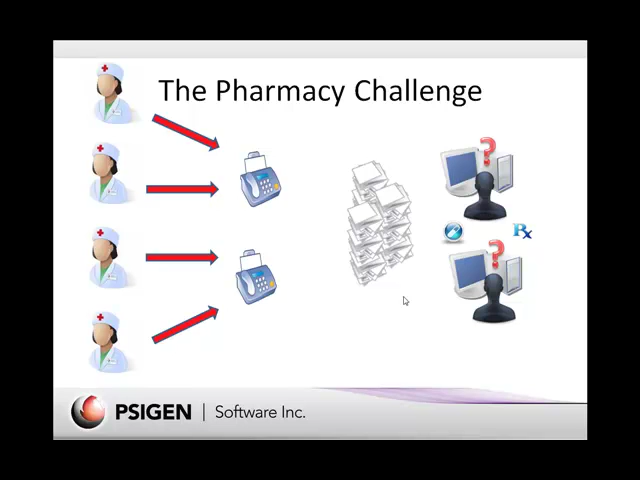 The Pharmacy Challenge
?
Rx
?
PSIGEN | Software Inc.